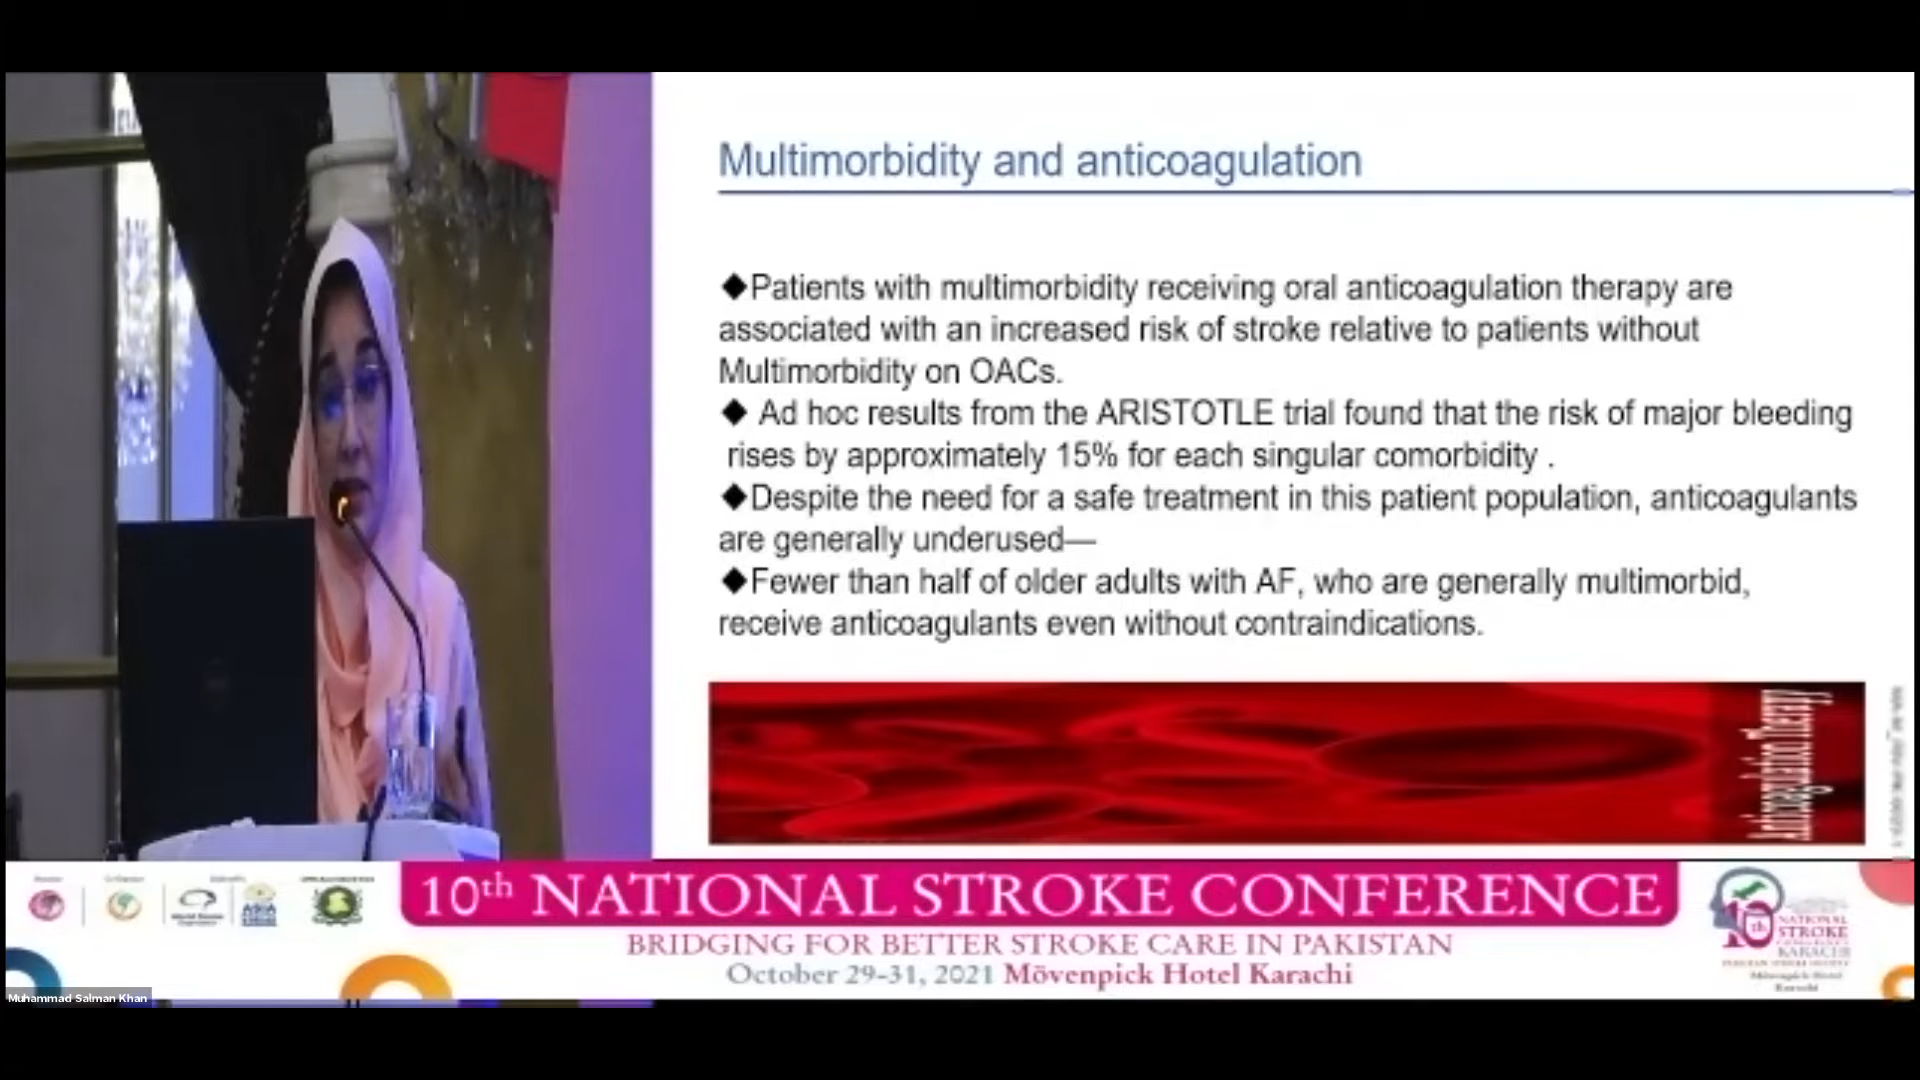 Multimorbidity and anticoagulation
◆Patients with multimorbidity receiving oral anticoagulation therapy are
associated with an increased risk of stroke relative to patients without
Multimorbidity on OACs.
◆ Ad hoc results from the ARISTOTLE trial found that the risk of major bleeding
rises by approximately 15% for each singular comorbidity .
◆Despite the need for a safe treatment in this patient population, anticoagulants
are generally underused—
◆Fewer than half of older adults with AF, who are generally multimorbid,
receive anticoagulants even without contraindications.
Anticoagulation Therapy
10th NATIONAL STROKE CONFERENCE
BRIDGING FOR BETTER STROKE CARE IN PAKISTAN
October 29-31, 2021 Mövenpick Hotel Karachi
10th
NATIONAL
STROKE
KARACHI
Muhammad Salman Khan